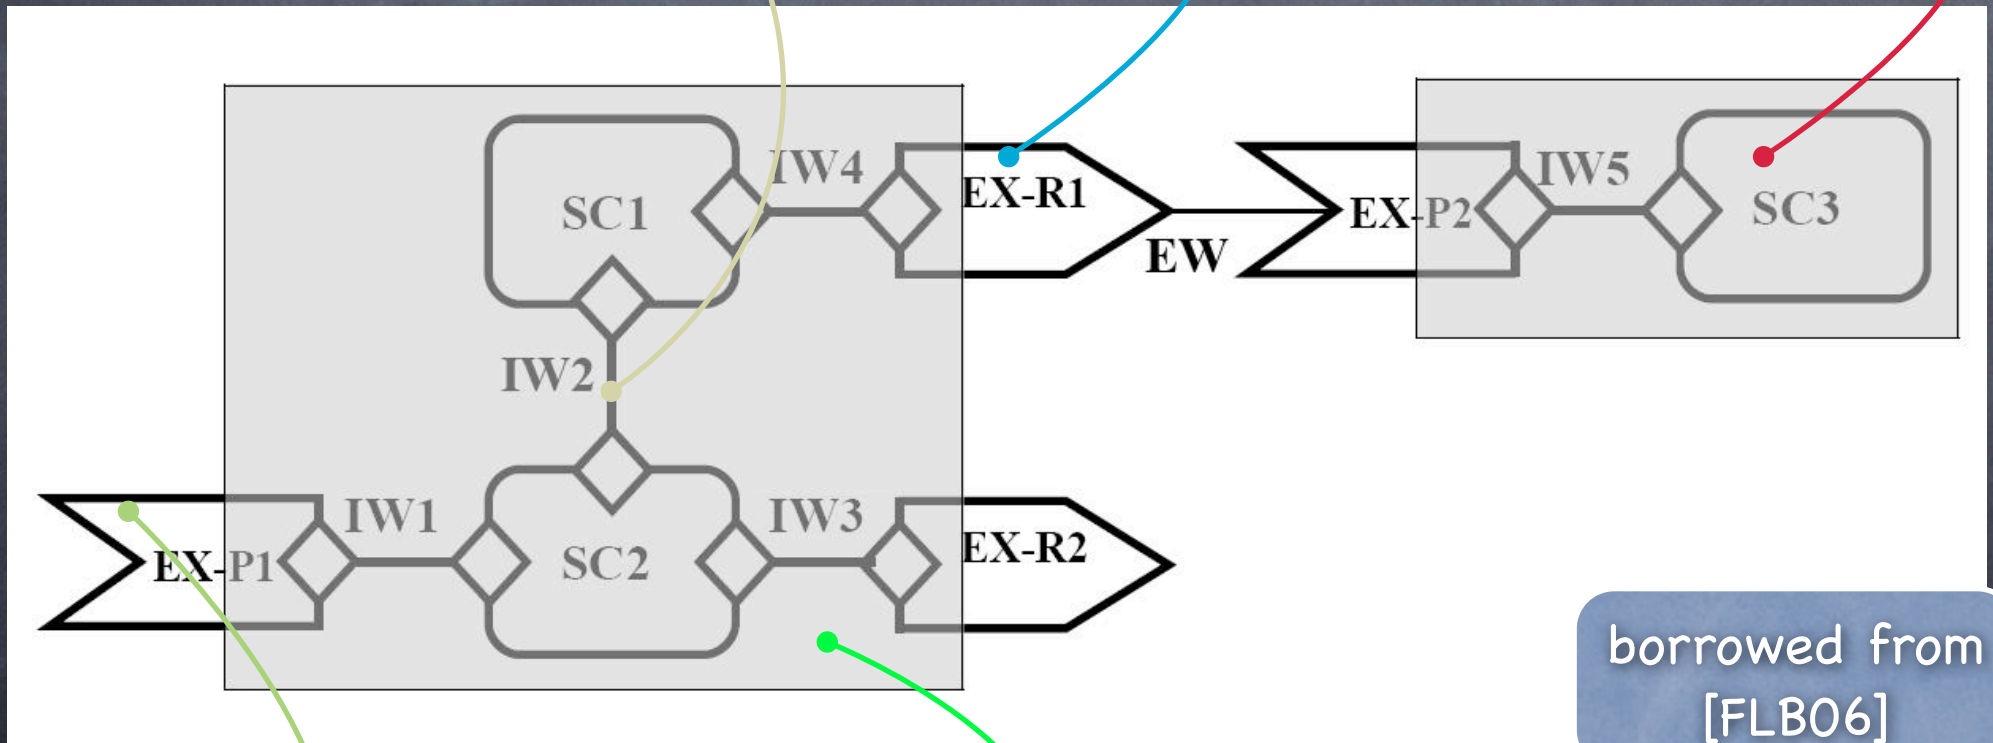 IW4
SC1
EX-R1
EW
EX-P2
IW5
SC3
IW2
EX-P1
IW1
SC2
IW3
EX-R2
borrowed from
[FLB06]